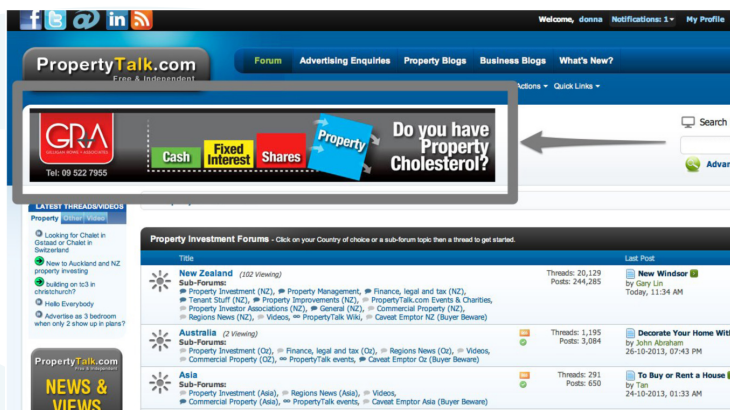 Welcome, donna Notifications: 1 My Profile
PropertyTalk.com
Free & Independent
Forum Advertising Enquiries Property Blogs Business Blogs What's New?
Actions Quick Links
GRA
Tel: 09 522 7955
Cash
Fixed Interest
Shares
Property
Do you have
Property
Cholesterol?
Search
Advan
LATEST THREADS/VIDEOS
Property Other Video
Looking for Chalet in
Gstaad or Chalet in
Switzerland
New to Auckland and NZ
property investing
building on tc3 in
christchurch?
Hello Everybody
Advertise as 3 bedroom
when only 2 show up in plans?
PropertyTalk.com
Free & Independent
NEWS &
VIEWS
Property Investment Forums - Click on your Country of choice or a sub-forum topic then a thread to get started.
Title Last Post
New Zealand (102 Viewing)
Sub-Forums:
Property Investment (NZ), Property Management, Finance, legal and tax (NZ),
Tenant Stuff (NZ), Property Improvements (NZ), PropertyTalk.com Events & Charities,
Property Investor Associations (NZ), General (NZ), Commercial Property (NZ),
Regions News (NZ), Videos, PropertyTalk Wiki, Caveat Emptor NZ (Buyer Beware)
Threads: 20,129
Posts: 244,285
New Windsor
by Gary Lin
Today, 11:34 AM
Australia (2 Viewing)
Sub-Forums:
Property Investment (Oz), Finance, legal and tax (Oz), Regions News (Oz), Videos,
Commercial Property (OZ), PropertyTalk events, Caveat Emptor Oz (Buyer Beware)
Threads: 1,195
Posts: 3,084
Decorate Your Home With
by John Abraham
26-10-2013, 07:43 PM
Asia
Sub-Forums:
Property Investment (Asia), Regions News (Asia), Videos,
Commercial Property (Asia), PropertyTalk events, Caveat Emptor Asia (Buyer Beware)
Threads: 291
Posts: 650
To Buy or Rent a House
by Tan
24-10-2013, 01:33 AM